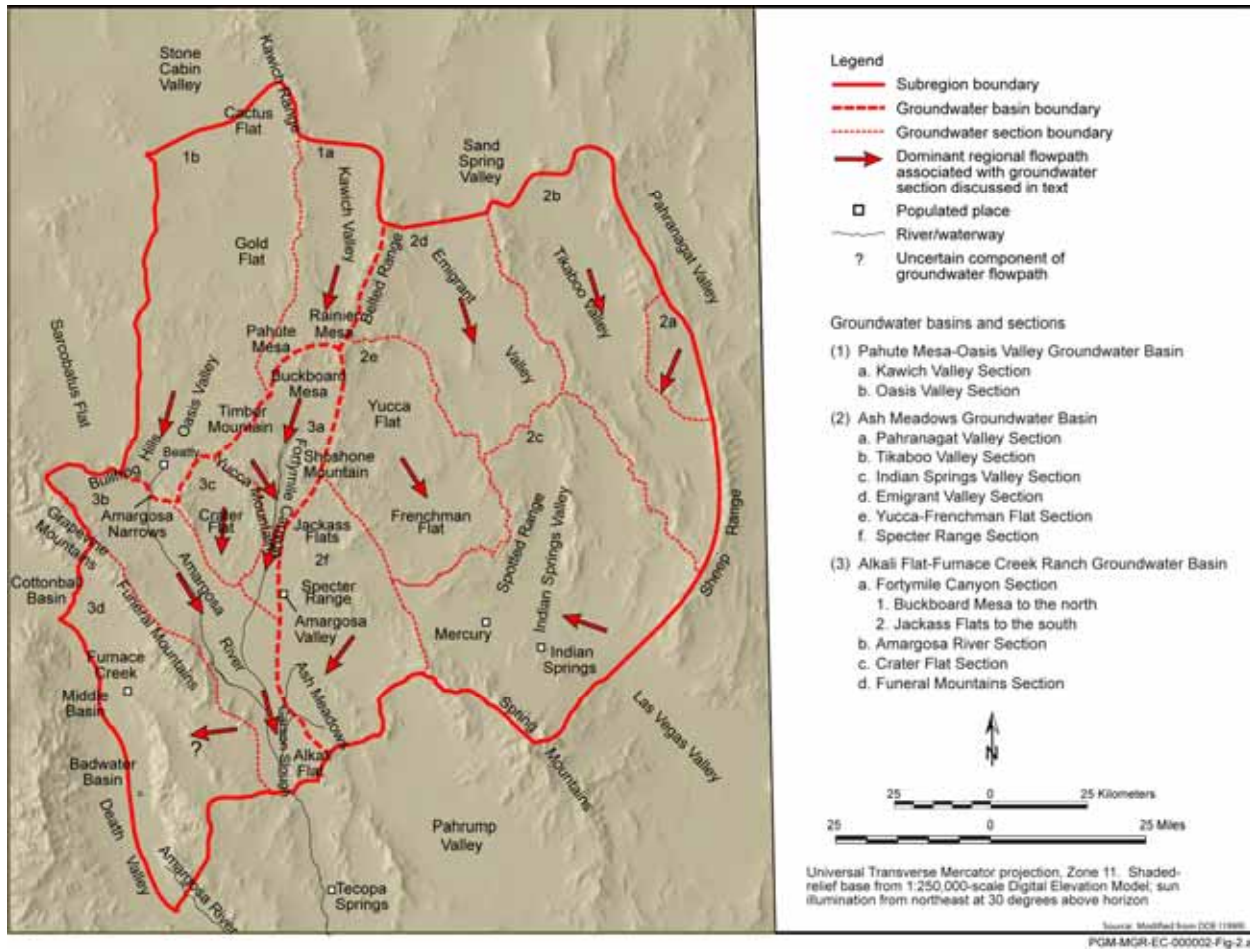 Stone
Cabin
Valley
Kawich Range
Cactus
Flat
1b
1a
Sand
Spring
Valley
2b
Kawich Valley
Pahranagat Valley
2d
Gold
Flat
Belted Range
Emigrant
Valley
Tikaboo Valley
2a
Rainier
Mesa
Pahute
Mesa
2e
Sarcobatus Flat
Buckboard
Mesa
Oasis Valley
Timber
Mountain
Yucca
Flat
3a
2c
Hills
Beatty
Bullfrog
Shoshone
Mountain
Fortymile Canyon
Yucca Mountain
3c
3b
Amargosa
Narrows
Crater
Flat
Jackass
Flats
Frenchman
Flat
Spotted Range
Indian Springs Valley
Sheep Range
Grapevine
Mountains
2f
Cottonball
Basin
3d
Funeral Mountains
Amargosa
River
Specter
Range
Amargosa
Valley
Mercury
Indian
Springs
Furnace
Creek
Middle
Basin
Ash Meadows
Spring
Mountains
Las Vegas Valley
?
Carson Slough
Alkali
Flat
Badwater
Basin
Death
Valley
Pahrump
Valley
Amargosa River
Tecopa
Springs
Legend
Subregion boundary
Groundwater basin boundary
Groundwater section boundary
Dominant regional flowpath
associated with groundwater
section discussed in text
Populated place
River/waterway
? Uncertain component of
groundwater flowpath
Groundwater basins and sections
(1) Pahute Mesa-Oasis Valley Groundwater Basin
a. Kawich Valley Section
b. Oasis Valley Section
(2) Ash Meadows Groundwater Basin
a. Pahranagat Valley Section
b. Tikaboo Valley Section
c. Indian Springs Valley Section
d. Emigrant Valley Section
e. Yucca-Frenchman Flat Section
f. Specter Range Section
(3) Alkali Flat-Furnace Creek Ranch Groundwater Basin
a. Fortymile Canyon Section
1. Buckboard Mesa to the north
2. Jackass Flats to the south
b. Amargosa River Section
c. Crater Flat Section
d. Funeral Mountains Section
N
25 0 25 Kilometers
25 0 25 Miles
Universal Transverse Mercator projection, Zone 11. Shaded-
relief base from 1:250,000-scale Digital Elevation Model; sun
illumination from northeast at 30 degrees above horizon
Source: Modified from DOE
PGM-MGR-EC-000002-Fig-2